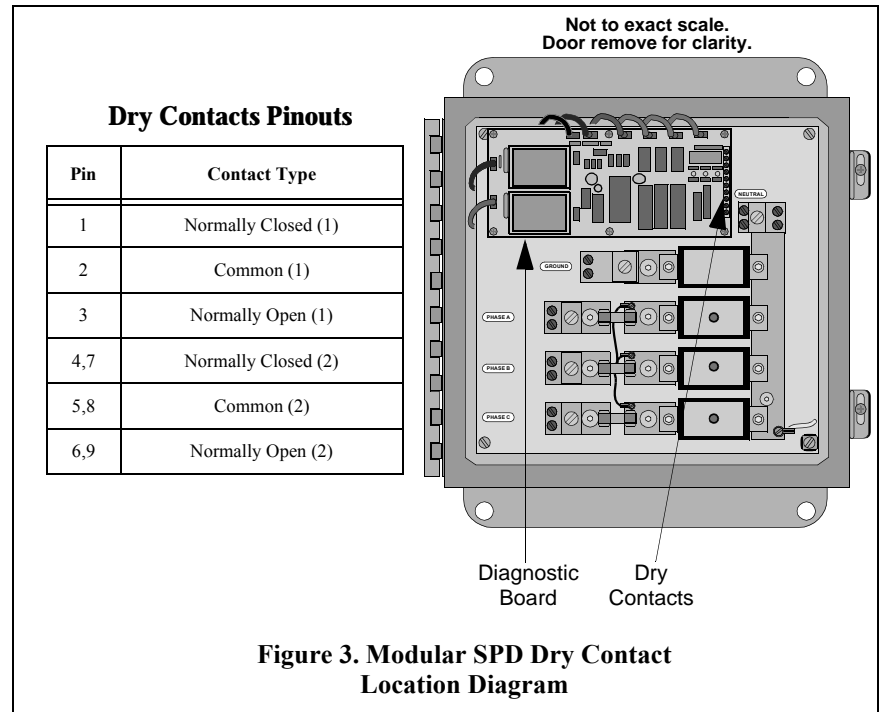 Not to exact scale.
Door remove for clarity.
Dry Contacts Pinouts
Pin Contact Type
1 Normally Closed (1)
2 Common (1)
3 Normally Open (1)
4,7 Normally Closed (2)
5,8 Common (2)
6,9 Normally Open (2)
NEUTRAL
GROUND
PHASE A
PHASE B
PHASE C
Diagnostic
Board
Dry
Contacts
Figure 3. Modular SPD Dry Contact
Location Diagram